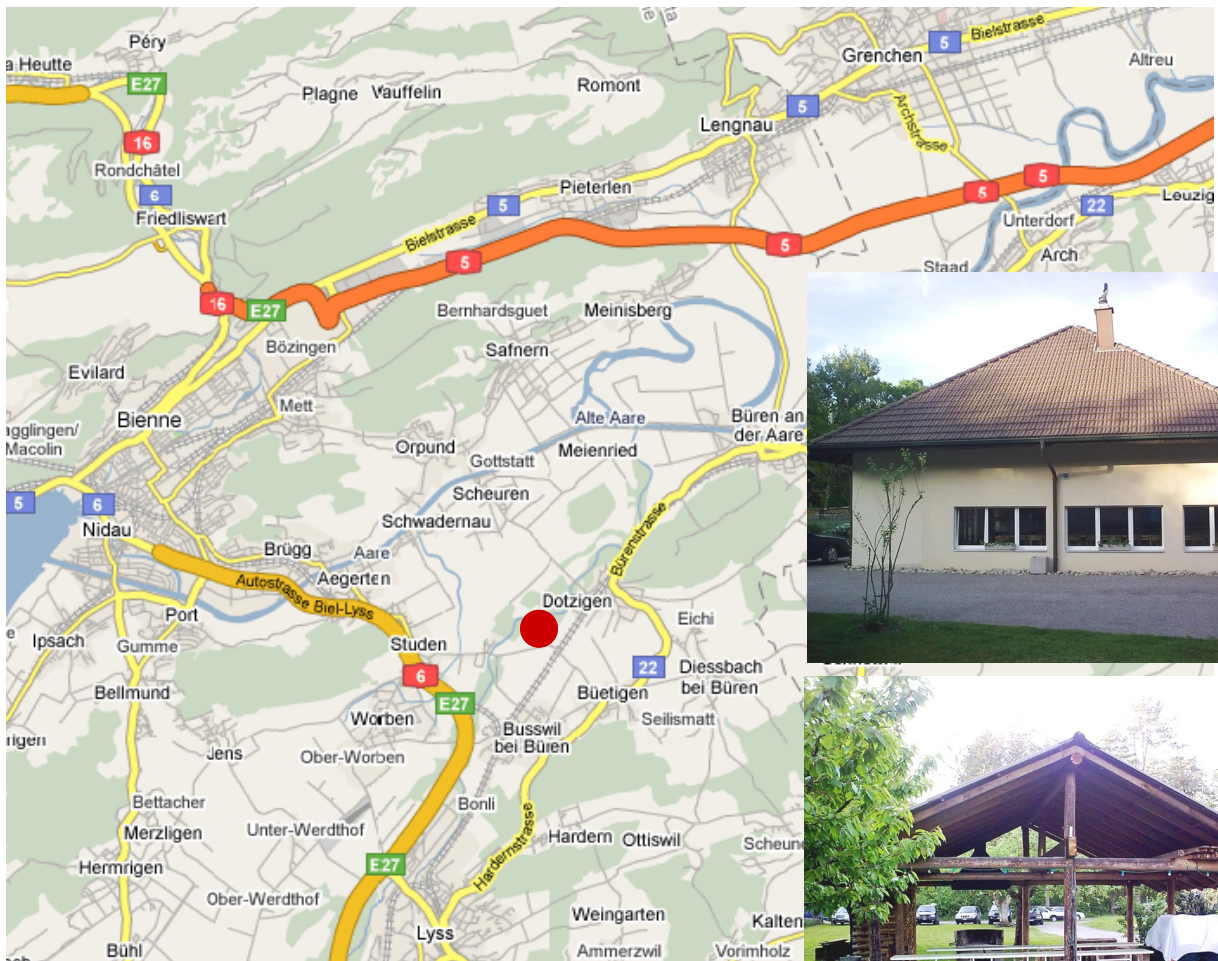 Péry
a Heutte
E27
16
Rondchâtel
6
Friedliswart
Plagne
Vauffelin
Romont
Grenchen
5
Bielstrasse
Altreu
5
Archstrasse
Lengnau
Pieterlen
5
Bielstrasse
5
5
5
5
22
Leuzig
Unterdorf
Arch
Staad
16
E27
Bernhardsguet
Meinisberg
Bözingen
Safnern
Evilard
Mett
Bienne
agglingen/
Macolin
Alte Aare
Büren an
der Aare
Orpund
Gottstatt
Meienried
Scheuren
5
6
Nidau
Schwadernau
Brügg
Aare
Aegerten
Autostrasse Biel-Lyss
Bürenstrasse
Dotzigen
Port
Eichi
Ipsach
Gumme
Studen
6
22
Diessbach
bei Büren
Bellmund
E27
Büetigen
Worben
Seilismatt
Busswil
bei Büren
Jens
Ober-Worben
Bettacher
Bonli
Merzligen
Unter-Werdthof
Hardernstrasse
Hardern
Ottiswil
Scheun
Hermrigen
E27
Ober-Werdthof
Weingarten
Kalten
Lyss
Bühl
Ammerzwil
Vorimholz